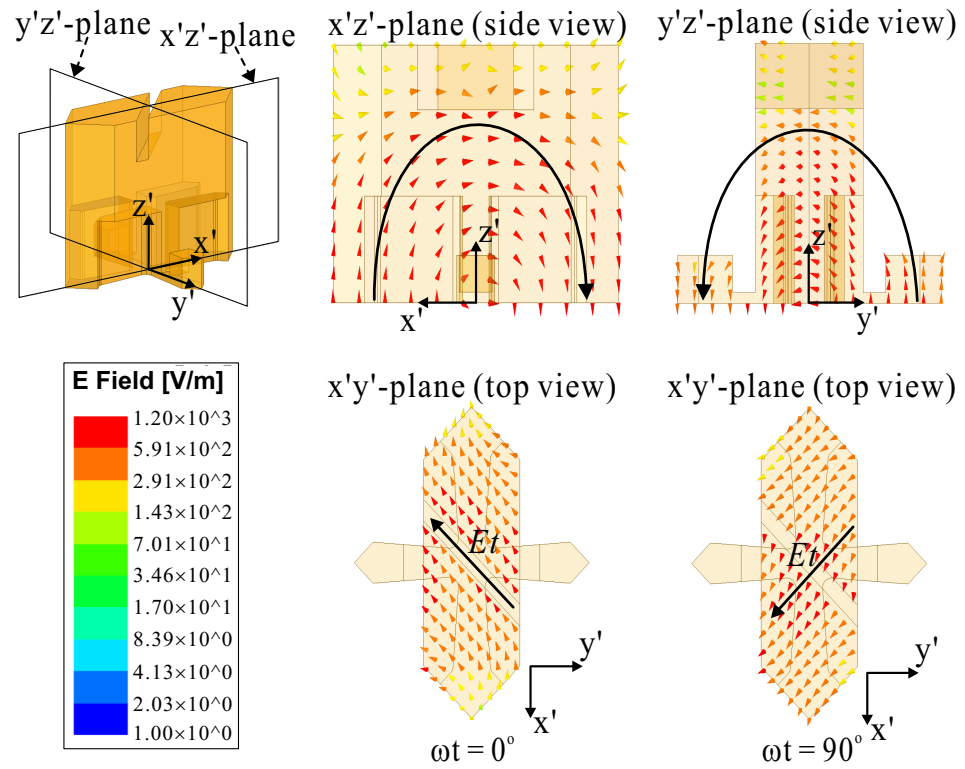 y'z'-plane
x'z'-plane
z'
x'
y'
x'z'-plane (side view)
z'
x'
y'z'-plane (side view)
z'
y'
E Field [V/m]
1.20×10^3
5.91×10^2
2.91×10^2
1.43×10^2
7.01×10^1
3.46×10^1
1.70×10^1
8.39×10^0
4.13×10^0
2.03×10^0
1.00×10^0
x'y'-plane (top view)
Et
y'
x'
ωt = 0°
x'y'-plane (top view)
Et
y'
x'
ωt = 90°